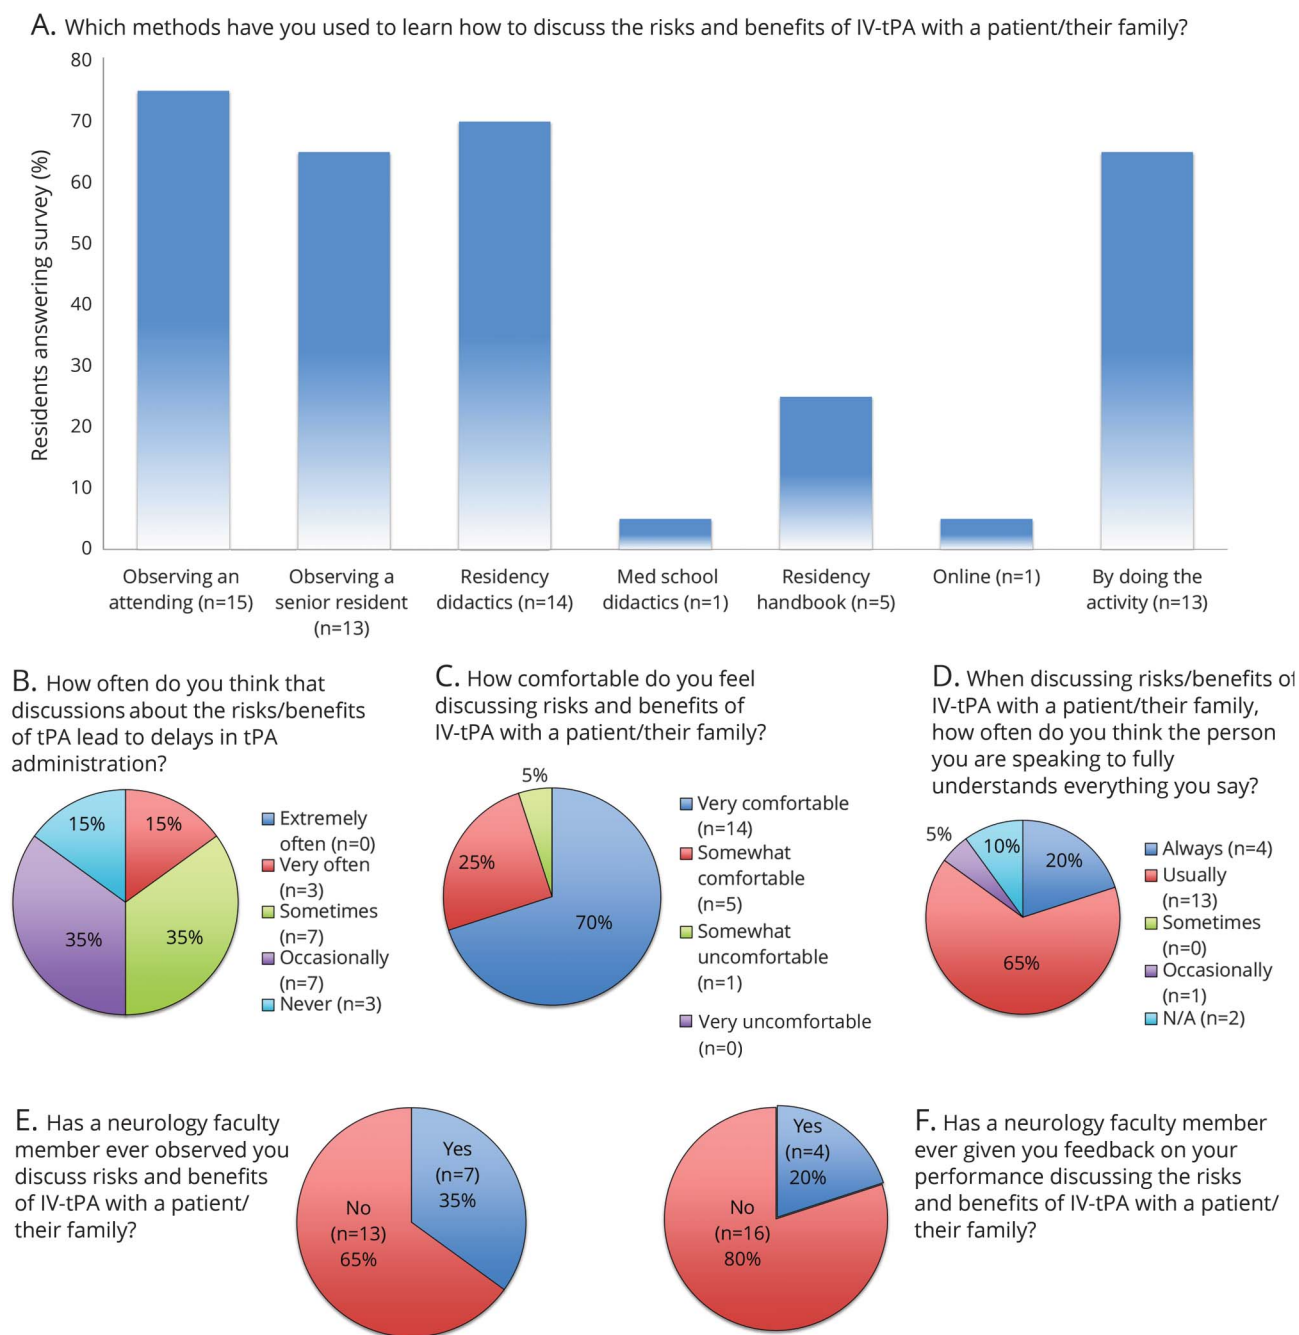 A. Which methods have you used to learn how to discuss the risks and benefits of IV-tPA with a patient/their family?
Residents answering survey (%)
80
70
60
50
40
30
20
10
0
Observing an
attending (n=15)
Observing a
senior resident
(n=13)
Residency
didactics (n=14)
Med school
didactics (n=1)
Residency
handbook (n=5)
Online (n=1)
By doing the
activity (n=13)
B. How often do you think that
discussions about the risks/benefits
of tPA lead to delays in tPA
administration?
15%
15%
35%
35%
Extremely
often (n=0)
Very often
(n=3)
Sometimes
(n=7)
Occasionally
(n=7)
Never (n=3)
C. How comfortable do you feel
discussing risks and benefits of
IV-tPA with a patient/their family?
5%
25%
70%
Very comfortable
(n=14)
Somewhat
comfortable
(n=5)
Somewhat
uncomfortable
(n=1)
Very uncomfortable
(n=0)
D. When discussing risks/benefits of
IV-tPA with a patient/their family,
how often do you think the person
you are speaking to fully
understands everything you say?
5%
10%
20%
65%
Always (n=4)
Usually
(n=13)
Sometimes
(n=0)
Occasionally
(n=1)
N/A (n=2)
E. Has a neurology faculty
member ever observed you
discuss risks and benefits
of IV-tPA with a patient/
their family?
Yes
(n=7)
35%
No
(n=13)
65%
Yes
(n=4)
20%
No
(n=16)
80%
F. Has a neurology faculty member
ever given you feedback on your
performance discussing the risks
and benefits of IV-tPA with a patient/
their family?